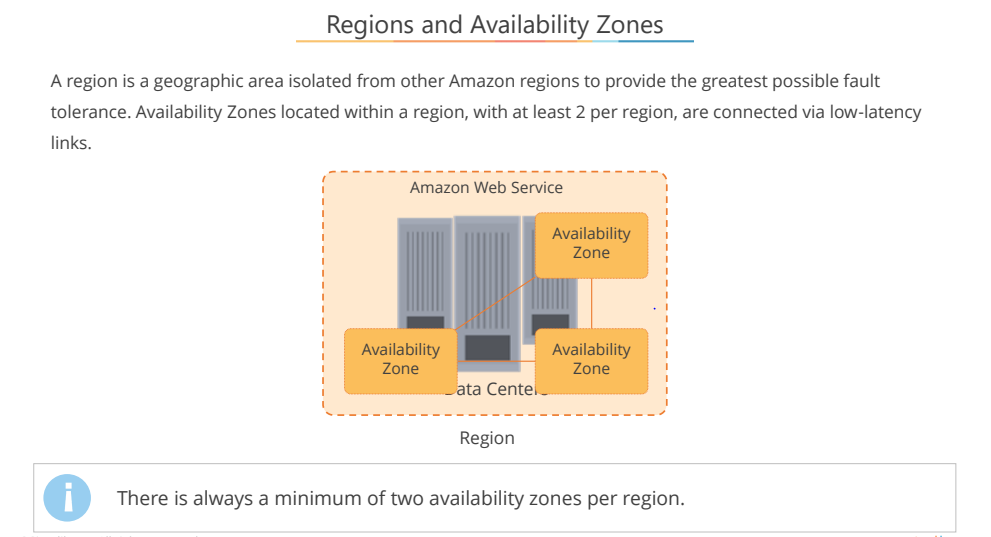 Regions and Availability Zones
A region is a geographic area isolated from other Amazon regions to provide the greatest possible fault
tolerance. Availability Zones located within a region, with at least 2 per region, are connected via low-latency
links.
Amazon Web Service
Availability
Zone
Availability
Zone
Availability
Zone
Data Centers
Region
There is always a minimum of two availability zones per region.